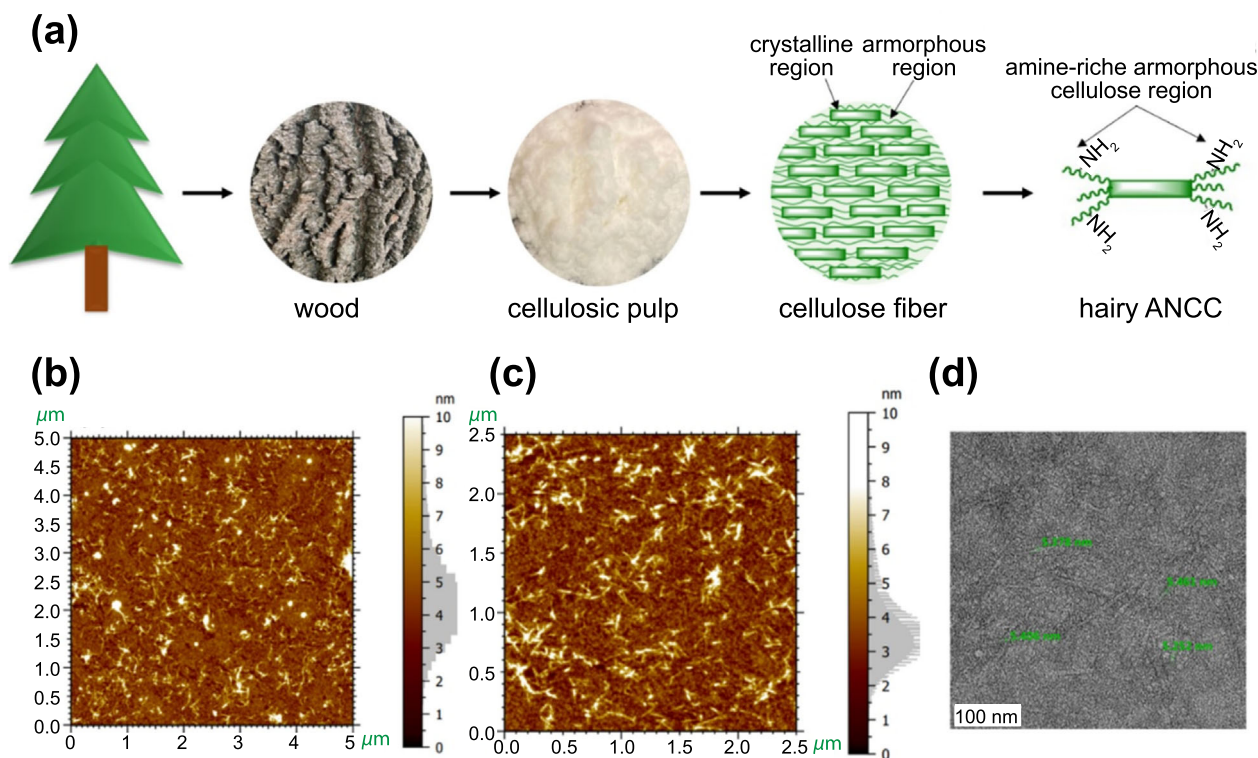 (a)
crystalline region
armorphous region
amine-riche armorphous
cellulose region
NH2
NH2
NH2
NH2
wood
cellulosic pulp
cellulose fiber
hairy ANCC
(b)
μm
5.0
4.5
4.0
3.5
3.0
2.5
2.0
1.5
1.0
0.5
0.0
0 1 2 3 4 5 μm
nm
10
9
8
7
6
5
4
3
2
1
0
(c)
μm
2.5
2.0
1.5
1.0
0.5
0.0
0.0 0.5 1.0 1.5 2.0 2.5 μm
nm
10
9
8
7
6
5
4
3
2
1
0
(d)
100 nm